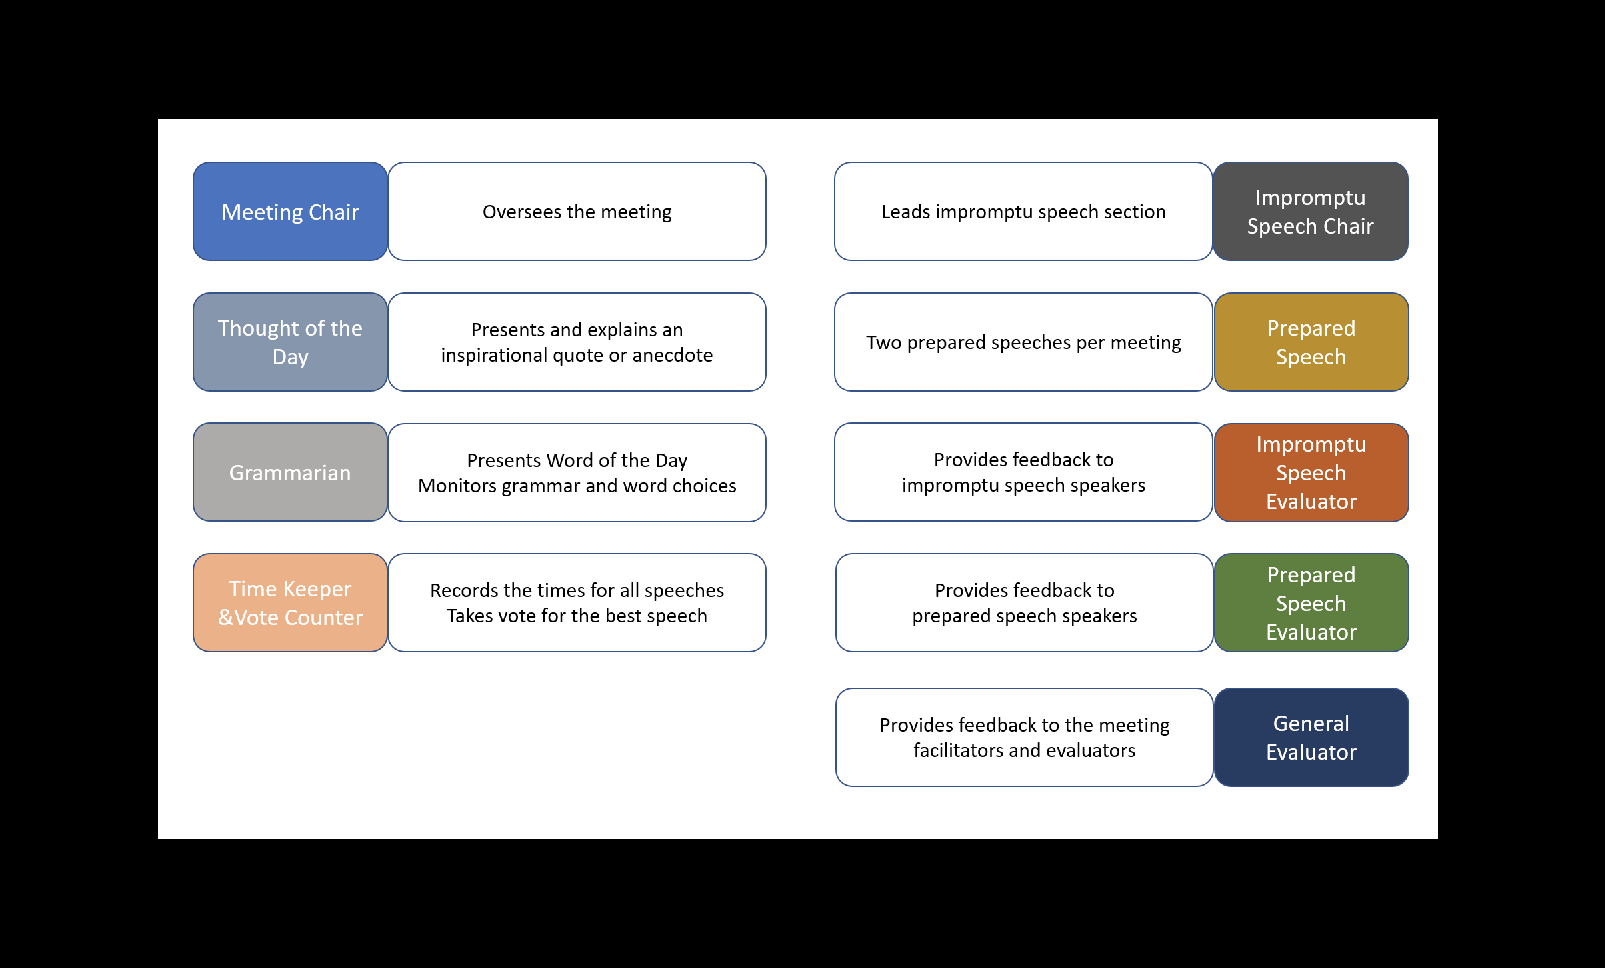 Meeting Chair
Oversees the meeting
Thought of the
Day
Presents and explains an
inspirational quote or anecdote
Grammarian
Presents Word of the Day
Monitors grammar and word choices
Time Keeper
&Vote Counter
Records the times for all speeches
Takes vote for the best speech
Leads impromptu speech section
Impromptu
Speech Chair
Two prepared speeches per meeting
Prepared
Speech
Provides feedback to
impromptu speech speakers
Impromptu
Speech
Evaluator
Provides feedback to
prepared speech speakers
Prepared
Speech
Evaluator
Provides feedback to the meeting
facilitators and evaluators
General
Evaluator